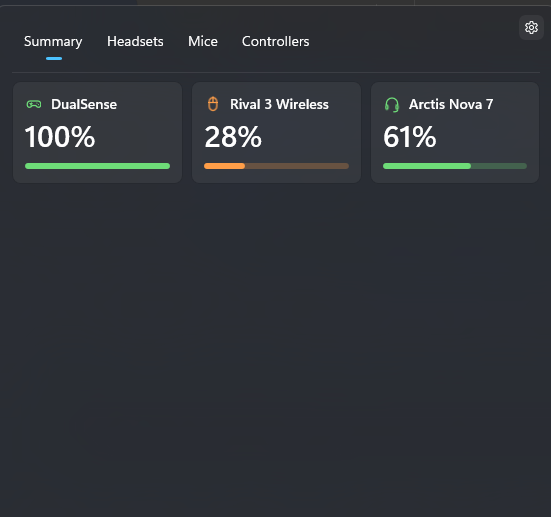 Summary Headsets Mice Controllers
DualSense
100%
Rival 3 Wireless
28%
Arctis Nova 7
61%